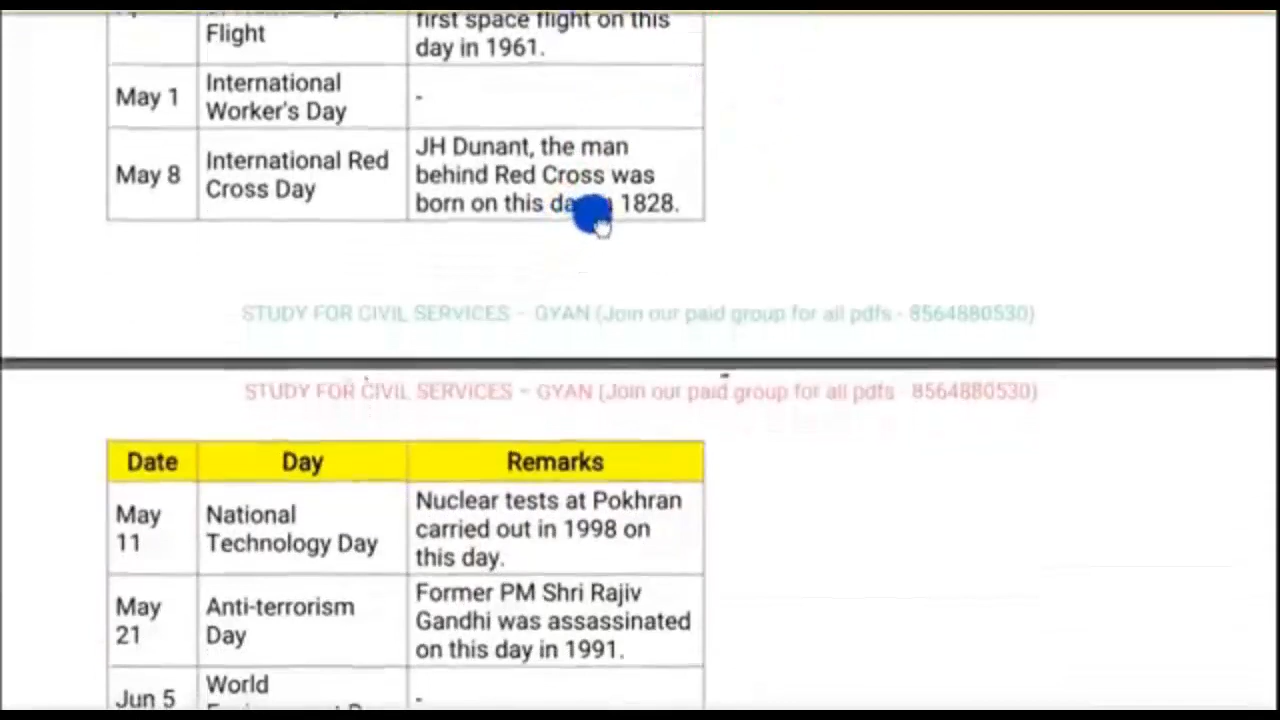 Flight
first space flight on this
day in 1961.
May 1
International
Worker's Day
-
May 8
International Red
Cross Day
JH Dunant, the man
behind Red Cross was
born on this 1828.
STUDY FOR CIVIL SERVICES - GYAN (Join our paid group for all pdfs - 8564880530)
STUDY FOR CIVIL SERVICES - GYAN (Join our paid group for all pdfs - 8564880530)
Date Day Remarks
May
11
National
Technology Day
Nuclear tests at Pokhran
carried out in 1998 on
this day.
May
21
Anti-terrorism
Day
Former PM Shri Rajiv
Gandhi was assassinated
on this day in 1991.
Jun 5
World
-